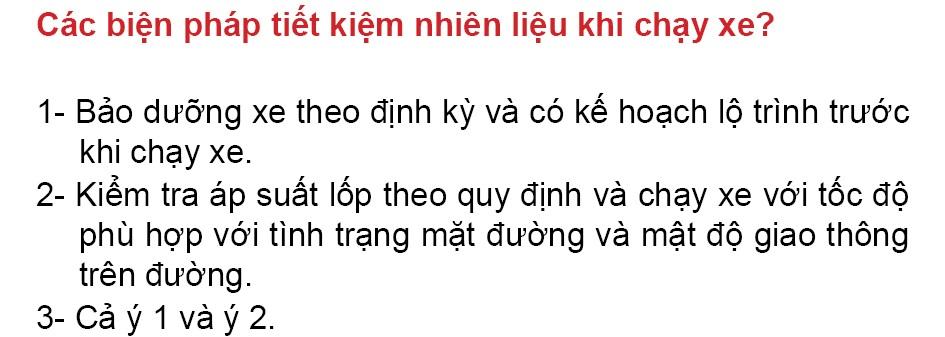 Các biện pháp tiết kiệm nhiên liệu khi chạy xe?
1- Bảo dưỡng xe theo định kỳ và có kế hoạch lộ trình trước
khi chạy xe.
2- Kiểm tra áp suất lốp theo quy định và chạy xe với tốc độ
phù hợp với tình trạng mặt đường và mật độ giao thông
trên đường.
3- Cả ý 1 và ý 2.